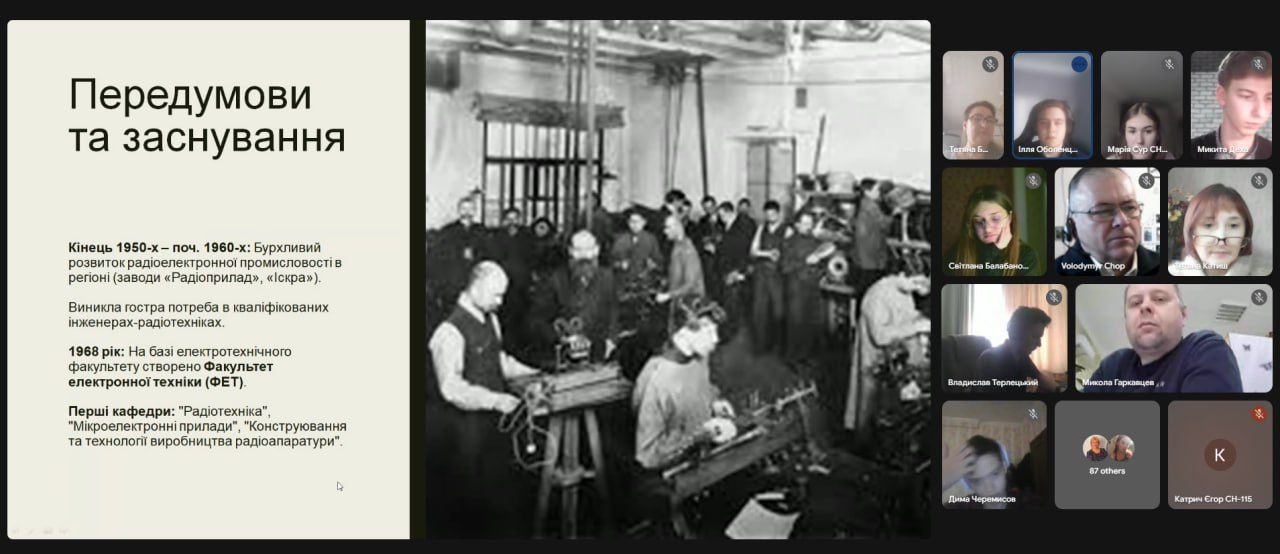 Передумови
та заснування
Кінець 1950-х – поч. 1960-х: Бурхливий
розвиток радіоелектронної промисловості в
регіоні (заводи «Радіоприлад», «Іскра»).
Виникла гостра потреба в кваліфікованих
інженерах-радіотехніках.
1968 рік: На базі електротехнічного
факультету створено Факультет
електронної техніки (ФЕТ).
Перші кафедри: "Радіотехніка",
"Мікроелектронні прилади", "Конструювання
та технології виробництва радіоапаратури".
Тетяна Б...
Ілля Оболенц...
Марія Сур СН...
Микита
Світлана Балабано...
Volodymyr Chop
Катиш
Владислав Терлецький
Микола Гаркавцев
Дима Черемисов
87 others
К
Катрич Єгор СН-115